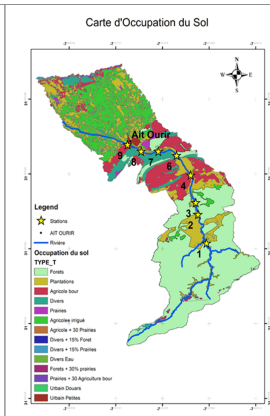 Carte d'Occupation du Sol
N
W
E
S
Ait Ourir
9
8
7
6
4
3
2
1
Legend
Stations
AIT OURIR
Rivière
Occupation du sol
TYPE_T
Forets
Plantations
Agricole bour
Divers
Prairies
Agricolee irrigué
Agricole + 30 Prairies
Divers + 15% Foret
Divers + 15% Prairies
Divers Eau
Forets + 30% prairies
Prairies + 30 Agriculture bour
Urbain Douars
Urbain Petites